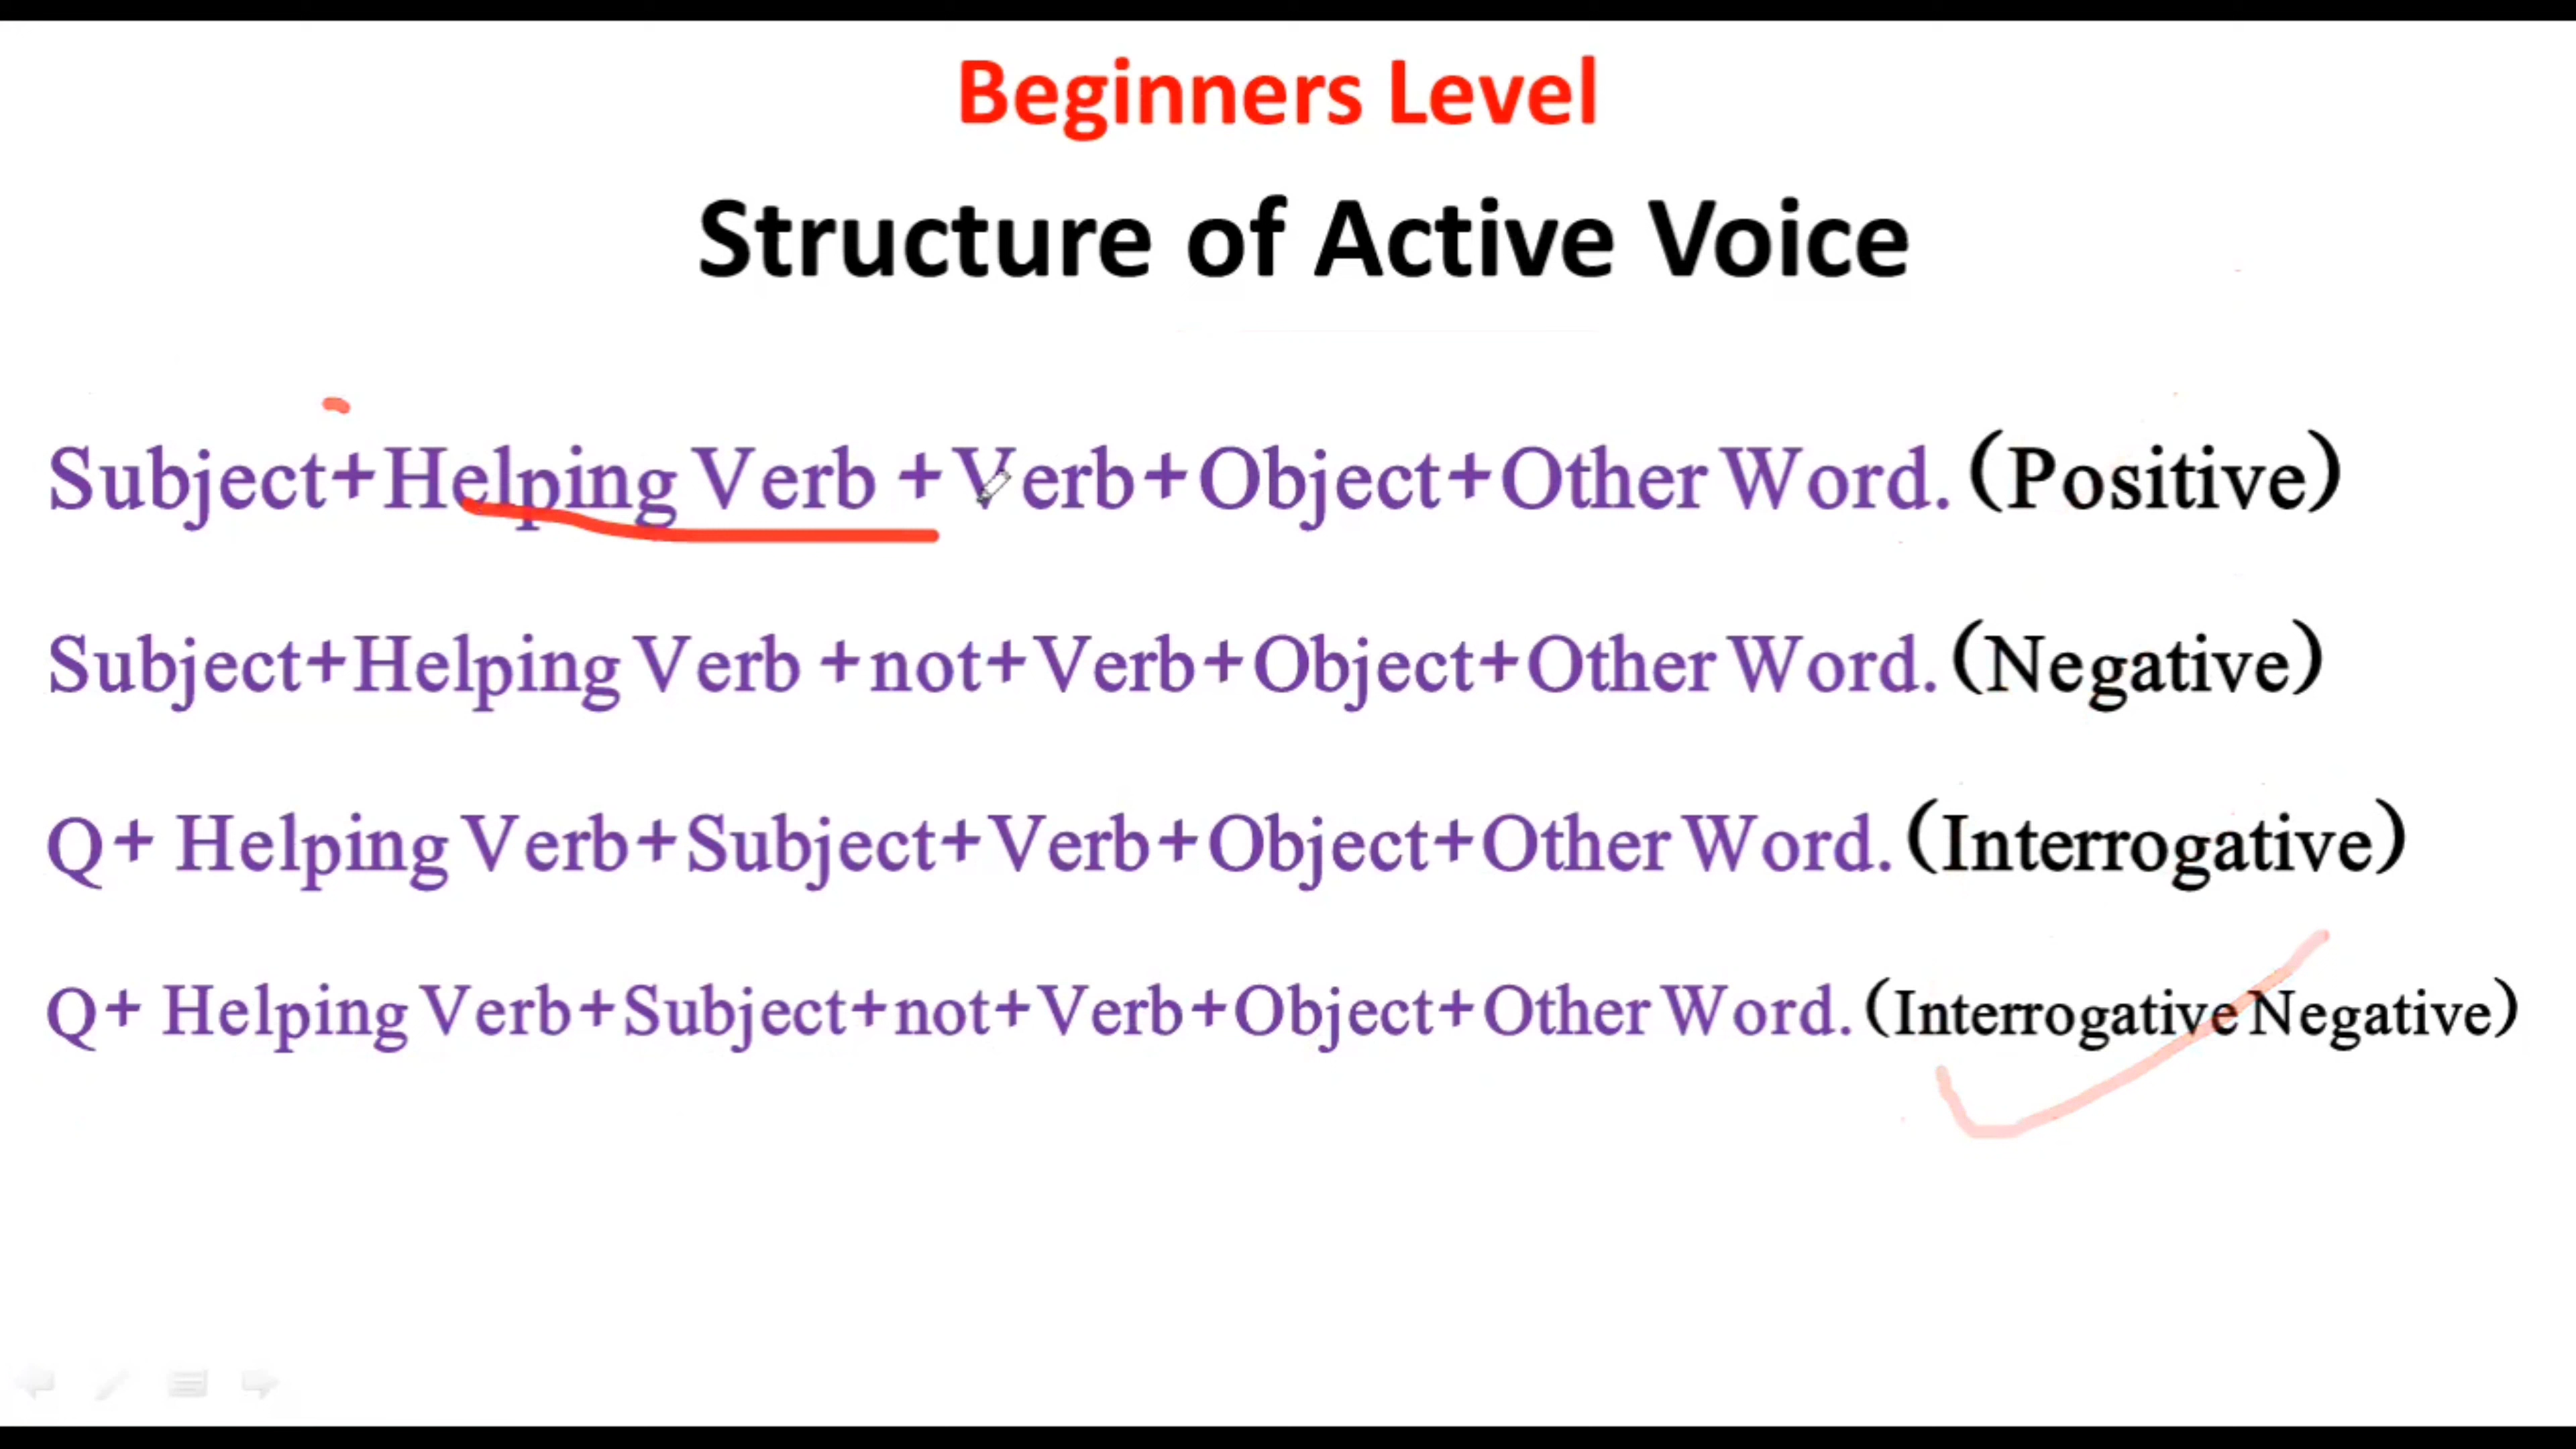 Beginners Level
Structure of Active Voice
Subject+Helping Verb +Verb+Object+Other Word. (Positive)
Subject+Helping Verb +not+Verb+Object+Other Word. (Negative)
Q+ Helping Verb+Subject+Verb+Object+Other Word. (Interrogative)
Q+ Helping Verb+Subject+not+Verb+Object+Other Word. (Interrogative Negative)